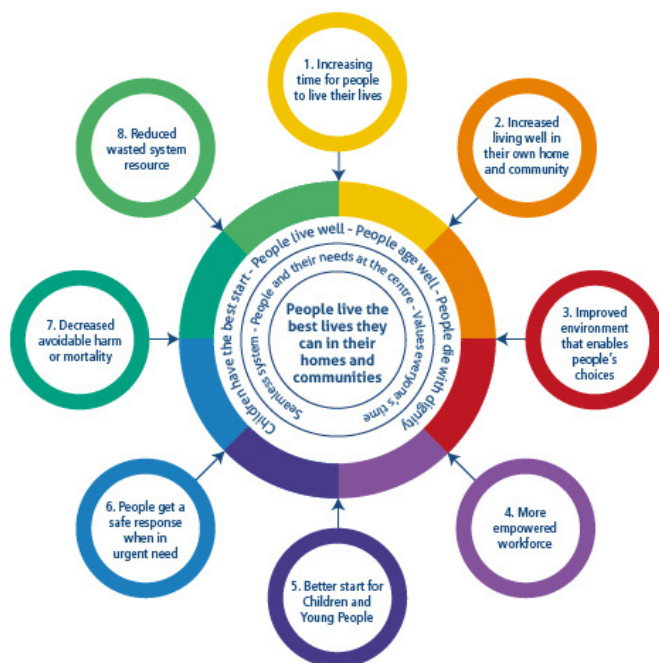 1. Increasing
time for people
to live their lives
2. Increased
living well in
their own home
and community
3. Improved
environment
that enables
people's
choices
4. More
empowered
workforce
5. Better start for
Children and
Young People
6. People get a
safe response
when in
urgent need
7. Decreased
avoidable harm
or mortality
8. Reduced
wasted system
resource
Children have the best start - People live well - People age well - People die with dignity
Seamless system - People and their needs at the centre - Values everyone's time
People live the
best lives they
can in their
homes and
communities